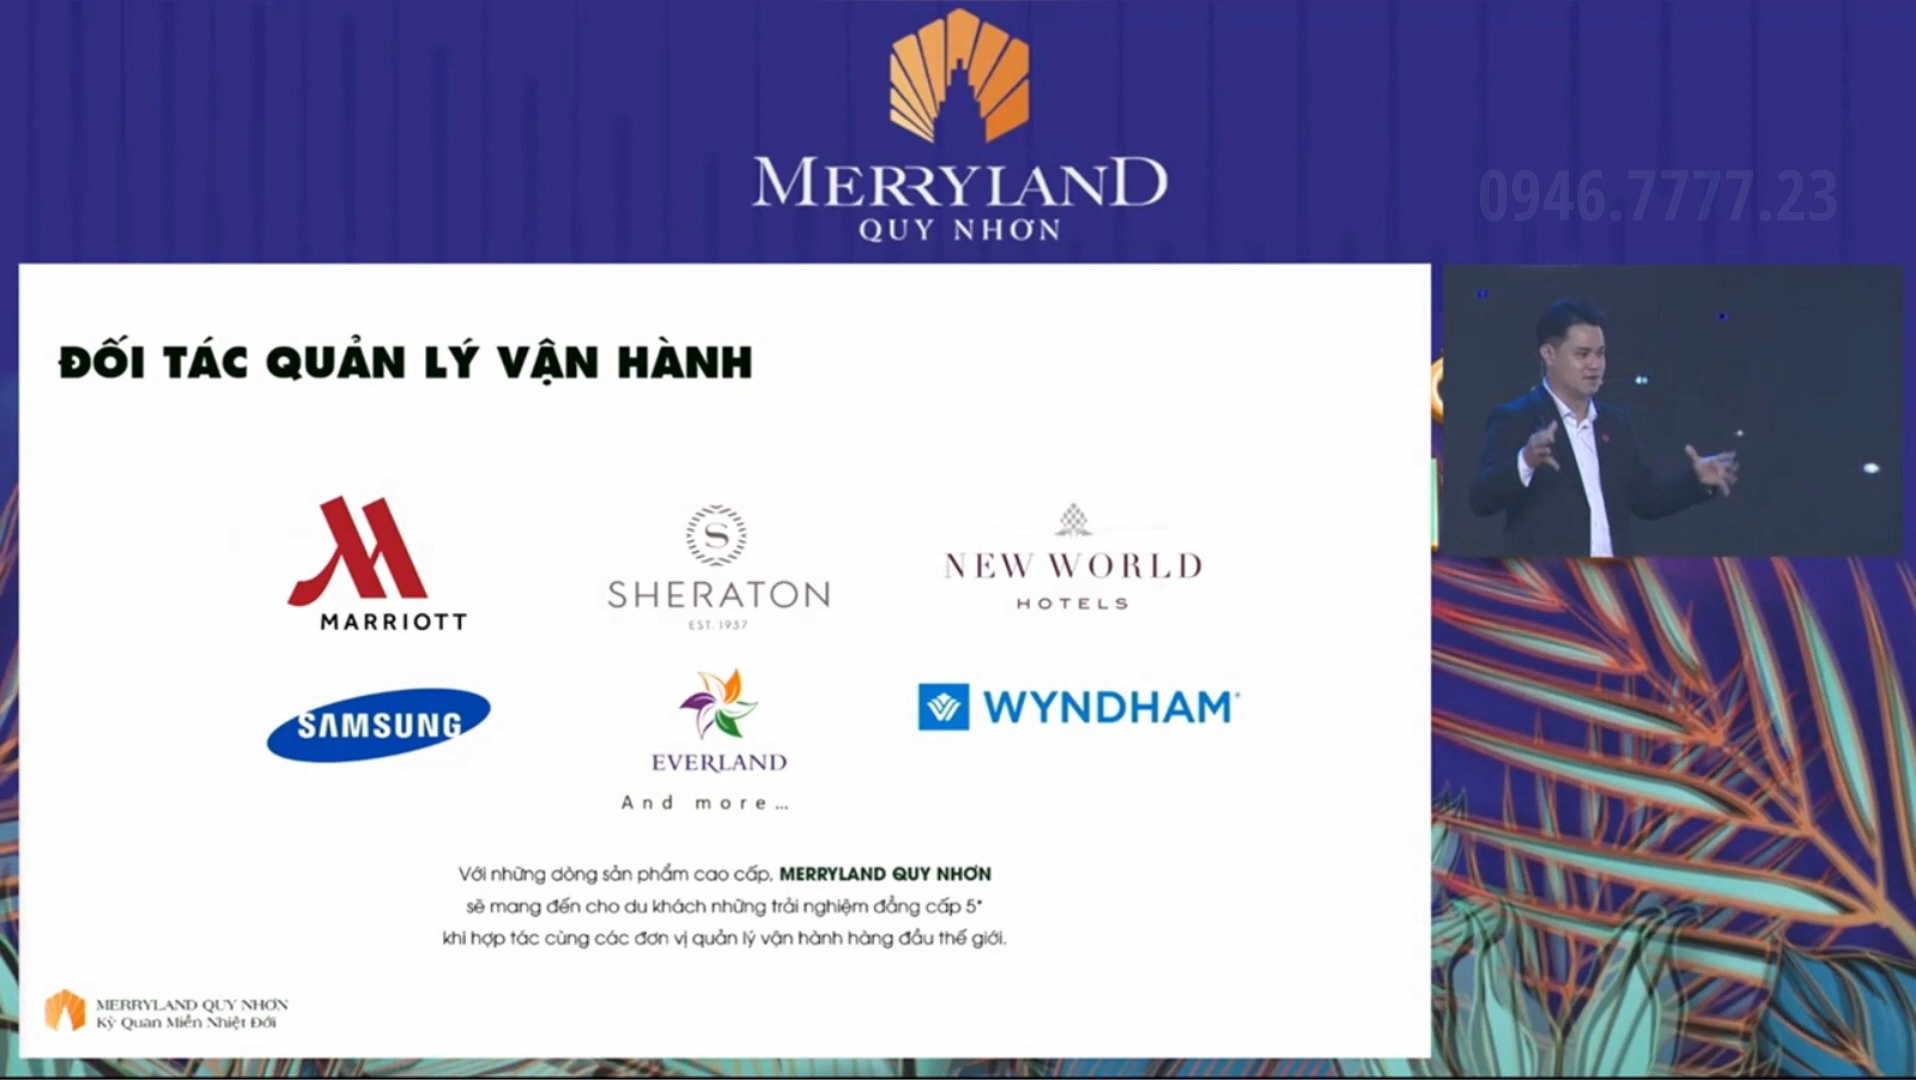 MERRYLAND
QUY NHƠN
0946.7777.23
ĐỐI TÁC QUẢN LÝ VẬN HÀNH
MARRIOTT
S
SHERATON
EST. 1937
NEW WORLD
HOTELS
SAMSUNG
EVERLAND
WYNDHAM
And more...
Với những dòng sản phẩm cao cấp, MERRYLAND QUY NHƠN
sẽ mang đến cho du khách những trải nghiệm đẳng cấp 5*
khi hợp tác cùng các đơn vị quản lý vận hành hàng đầu thế giới.
MERRYLAND QUY NHƠN
Kỳ Quan Miền Nhiệt Đới